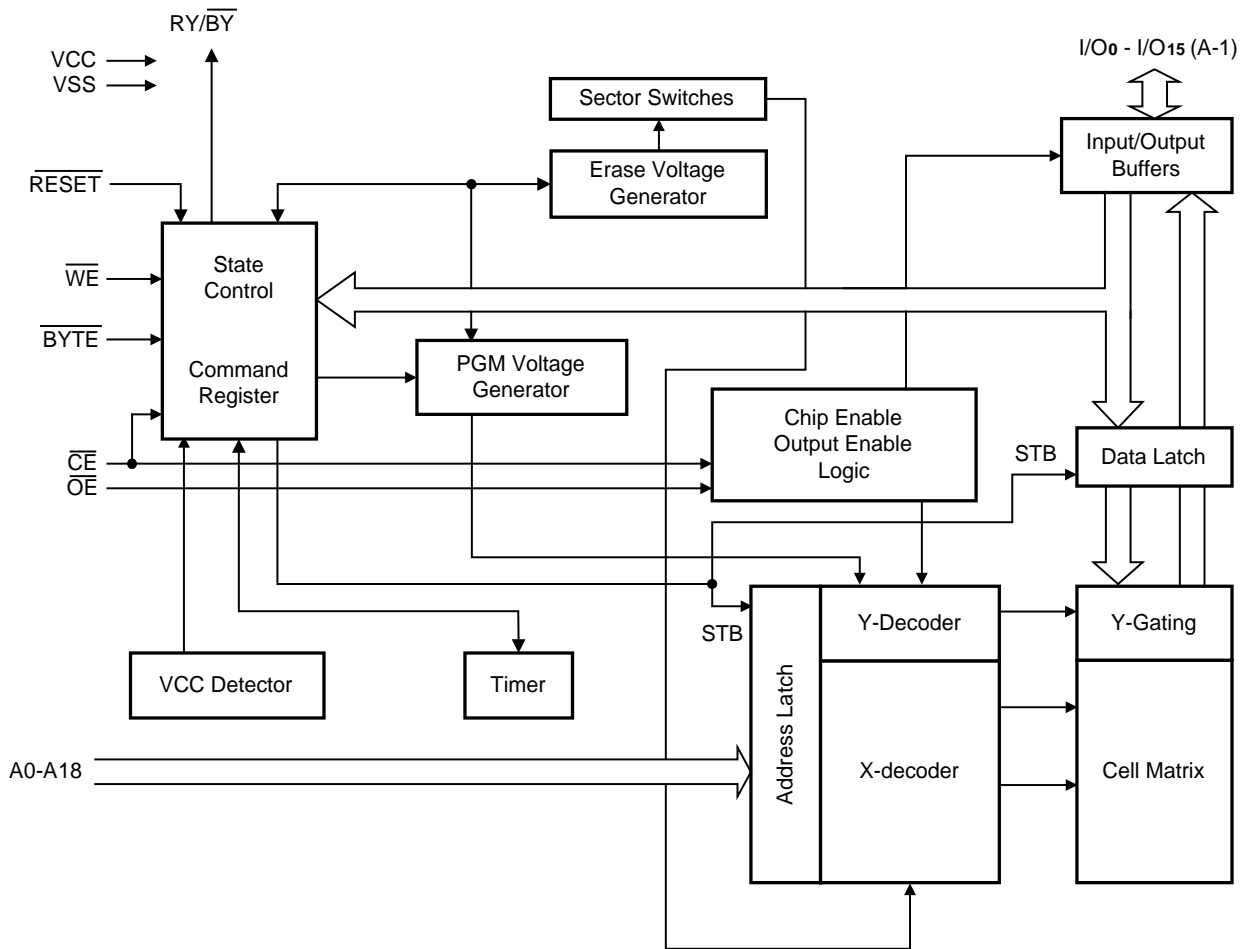 RY/BY
VCC
VSS
I/O0 - I/O15 (A-1)
Sector Switches
Input/Output
Buffers
Erase Voltage
Generator
RESET
State
Control
WE
BYTE
Command
Register
PGM Voltage
Generator
Chip Enable
Output Enable
Logic
CE
OE
STB
Data Latch
STB
Y-Decoder
Y-Gating
VCC Detector
Timer
Address Latch
A0-A18
X-decoder
Cell Matrix